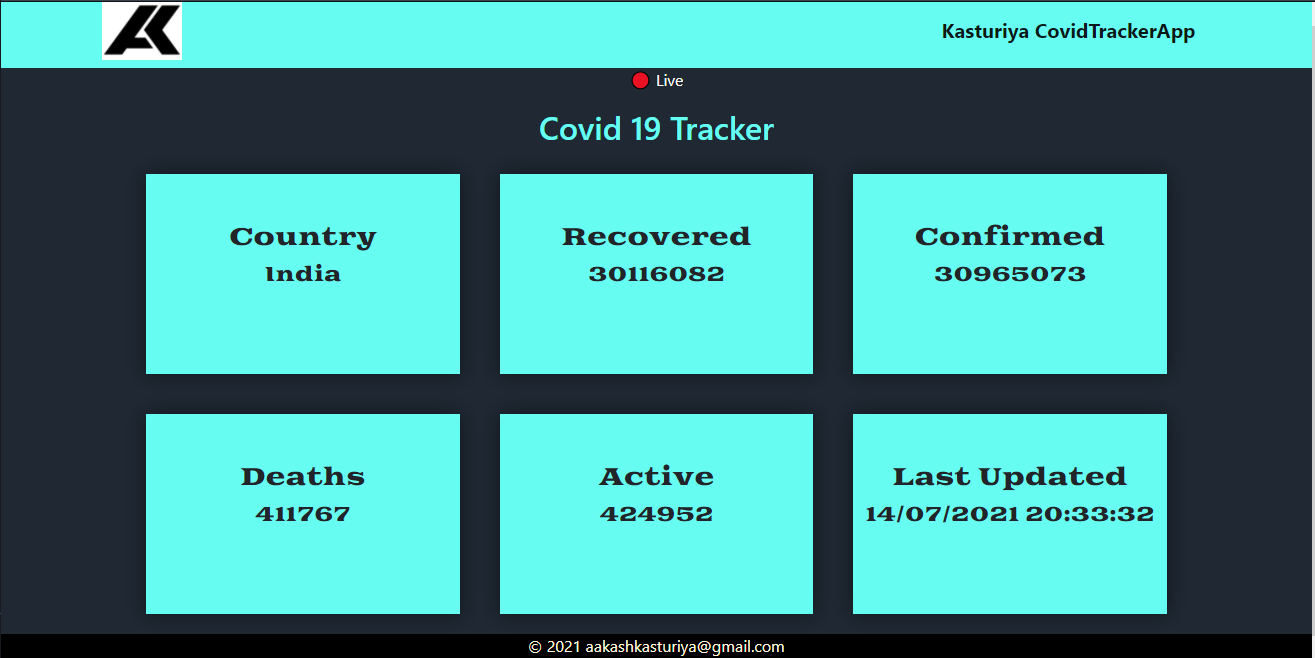 AK
Kasturiya CovidTrackerApp
Live
Covid 19 Tracker
Country
India
Recovered
30116082
Confirmed
30965073
Deaths
411767
Active
424952
Last Updated
14/07/2021 20:33:32
© 2021 aakashkasturiya@gmail.com